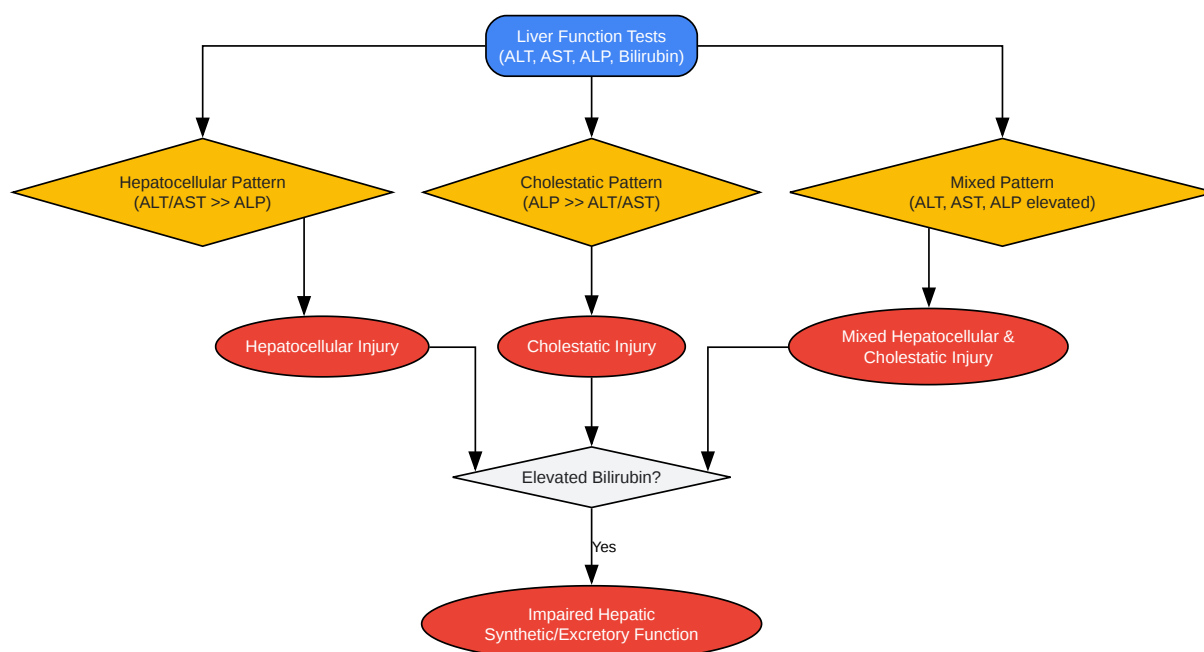 Liver Function Tests
(ALT, AST, ALP, Bilirubin)
Hepatocellular Pattern
(ALT/AST >> ALP)
Cholestatic Pattern
(ALP >> ALT/AST)
Mixed Pattern
(ALT, AST, ALP elevated)
Hepatocellular Injury
Cholestatic Injury
Mixed Hepatocellular &
Cholestatic Injury
Elevated Bilirubin?
Yes
Impaired Hepatic
Synthetic/Excretory Function